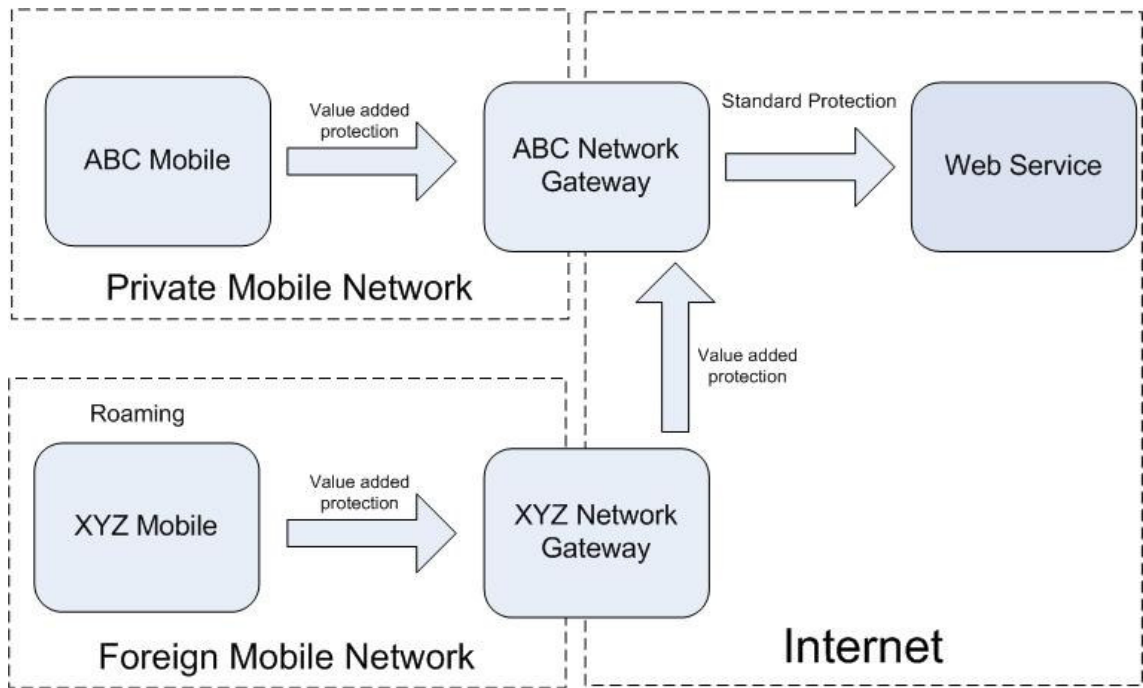 ABC Mobile
Value added
protection
ABC Network
Gateway
Standard Protection
Web Service
Private Mobile Network
Value added
protection
Roaming
XYZ Mobile
Value added
protection
XYZ Network
Gateway
Foreign Mobile Network
Internet